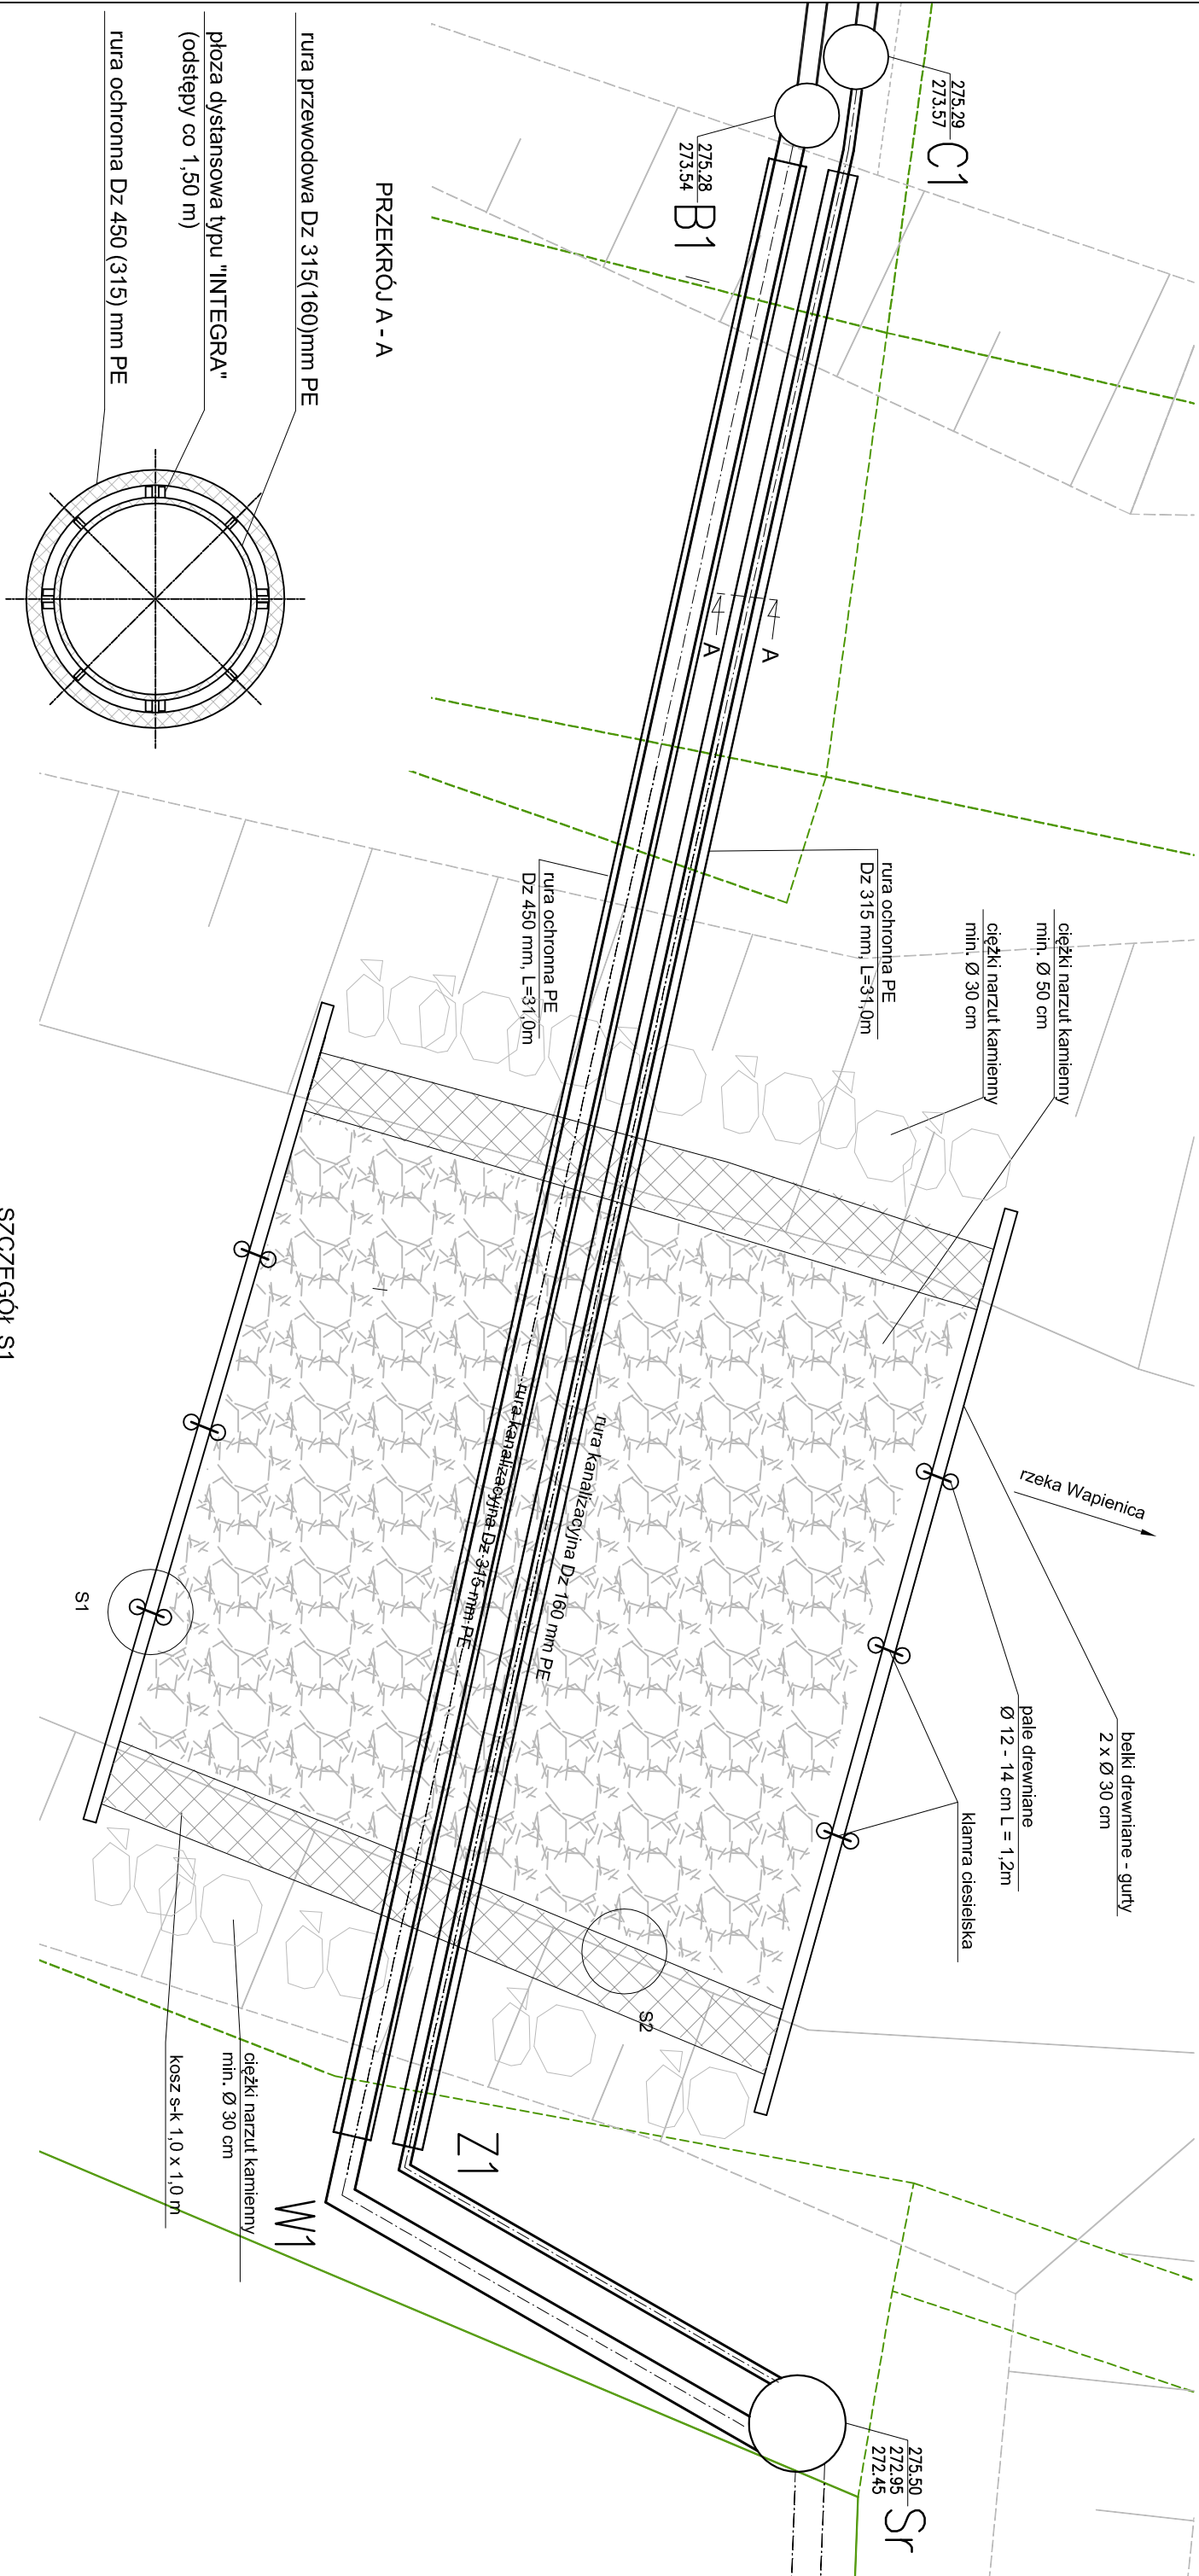 275.29
273.57
C1
275.28
273.54
B1
PRZEKRÓJ A - A
rura przewodowa Dz 315(160)mm PE
płoza dystansowa typu "INTEGRA"
(odstępy co 1,50 m)
rura ochronna Dz 450 (315) mm PE
A
A
rura ochronna PE
Dz 315 mm, L=31,0m
rura ochronna PE
Dz 450 mm, L=31,0m
ciężki narzut kamienny
min. Ø 50 cm
ciężki narzut kamienny
min. Ø 30 cm
rzeka Wapienica
rura kanalizacyjna Dz 160 mm PE
rura kanalizacyjna Dz 315 mm PE
belki drewniane - gurty
2 x Ø 30 cm
pale drewniane
Ø 12 - 14 cm L = 1,2m
klamra ciesielska
S1
S2
SZCZEGÓŁ S1
ciężki narzut kamienny
min. Ø 30 cm
kosz s-k 1,0 x 1,0 m
Z1
W1
275.50
272.95
272.45
Sr